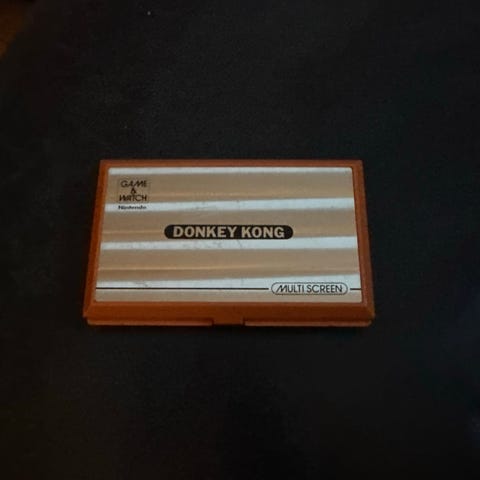 GAME
&
WATCH
Nintendo
DONKEY KONG
MULTI SCREEN